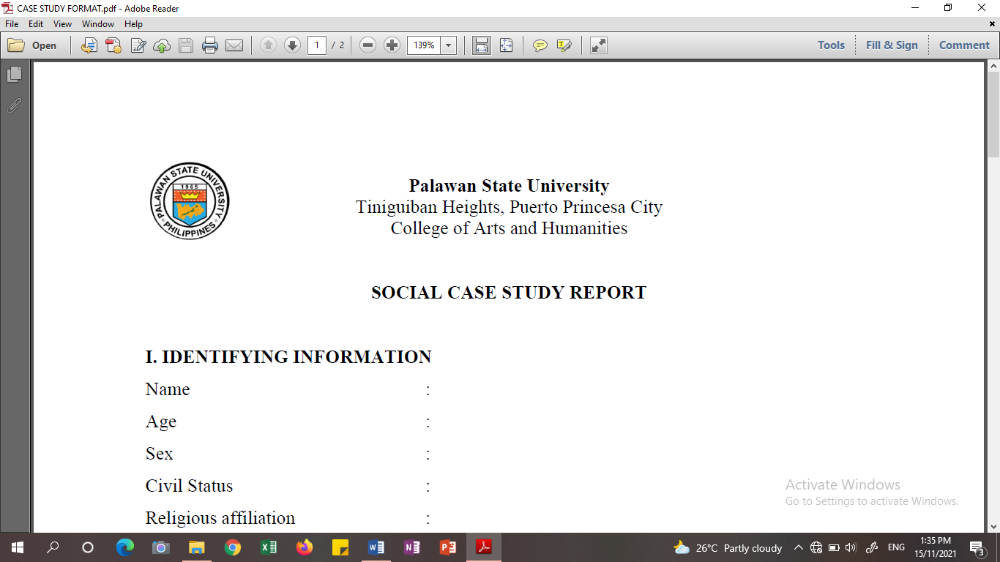 CASE STUDY FORMAT.pdf - Adobe Reader
File Edit View Window Help
Open 1 / 2 139% Tools Fill & Sign Comment
PALAWAN STATE UNIVERSITY
1965
PHILIPPINES
Palawan State University
Tiniguiban Heights, Puerto Princesa City
College of Arts and Humanities
SOCIAL CASE STUDY REPORT
I. IDENTIFYING INFORMATION
Name :
Age :
Sex :
Civil Status :
Religious affiliation :
Activate Windows
Go to Settings to activate Windows.
26°C Partly cloudy ENG 1:35 PM
15/11/2021 3